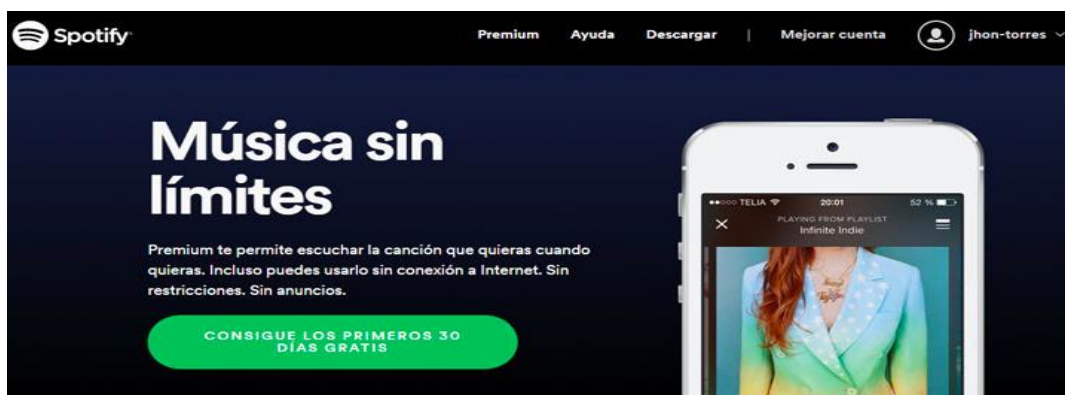 Spotify
Premium Ayuda Descargar | Mejorar cuenta jhon-torres
Música sin
límites
Premium te permite escuchar la canción que quieras cuando
quieras. Incluso puedes usarlo sin conexión a Internet. Sin
restricciones. Sin anuncios.
CONSIGUE LOS PRIMEROS 30
DÍAS GRATIS
TELIA 20:01 52 %
PLAYING FROM PLAYLIST
Infinite Indie